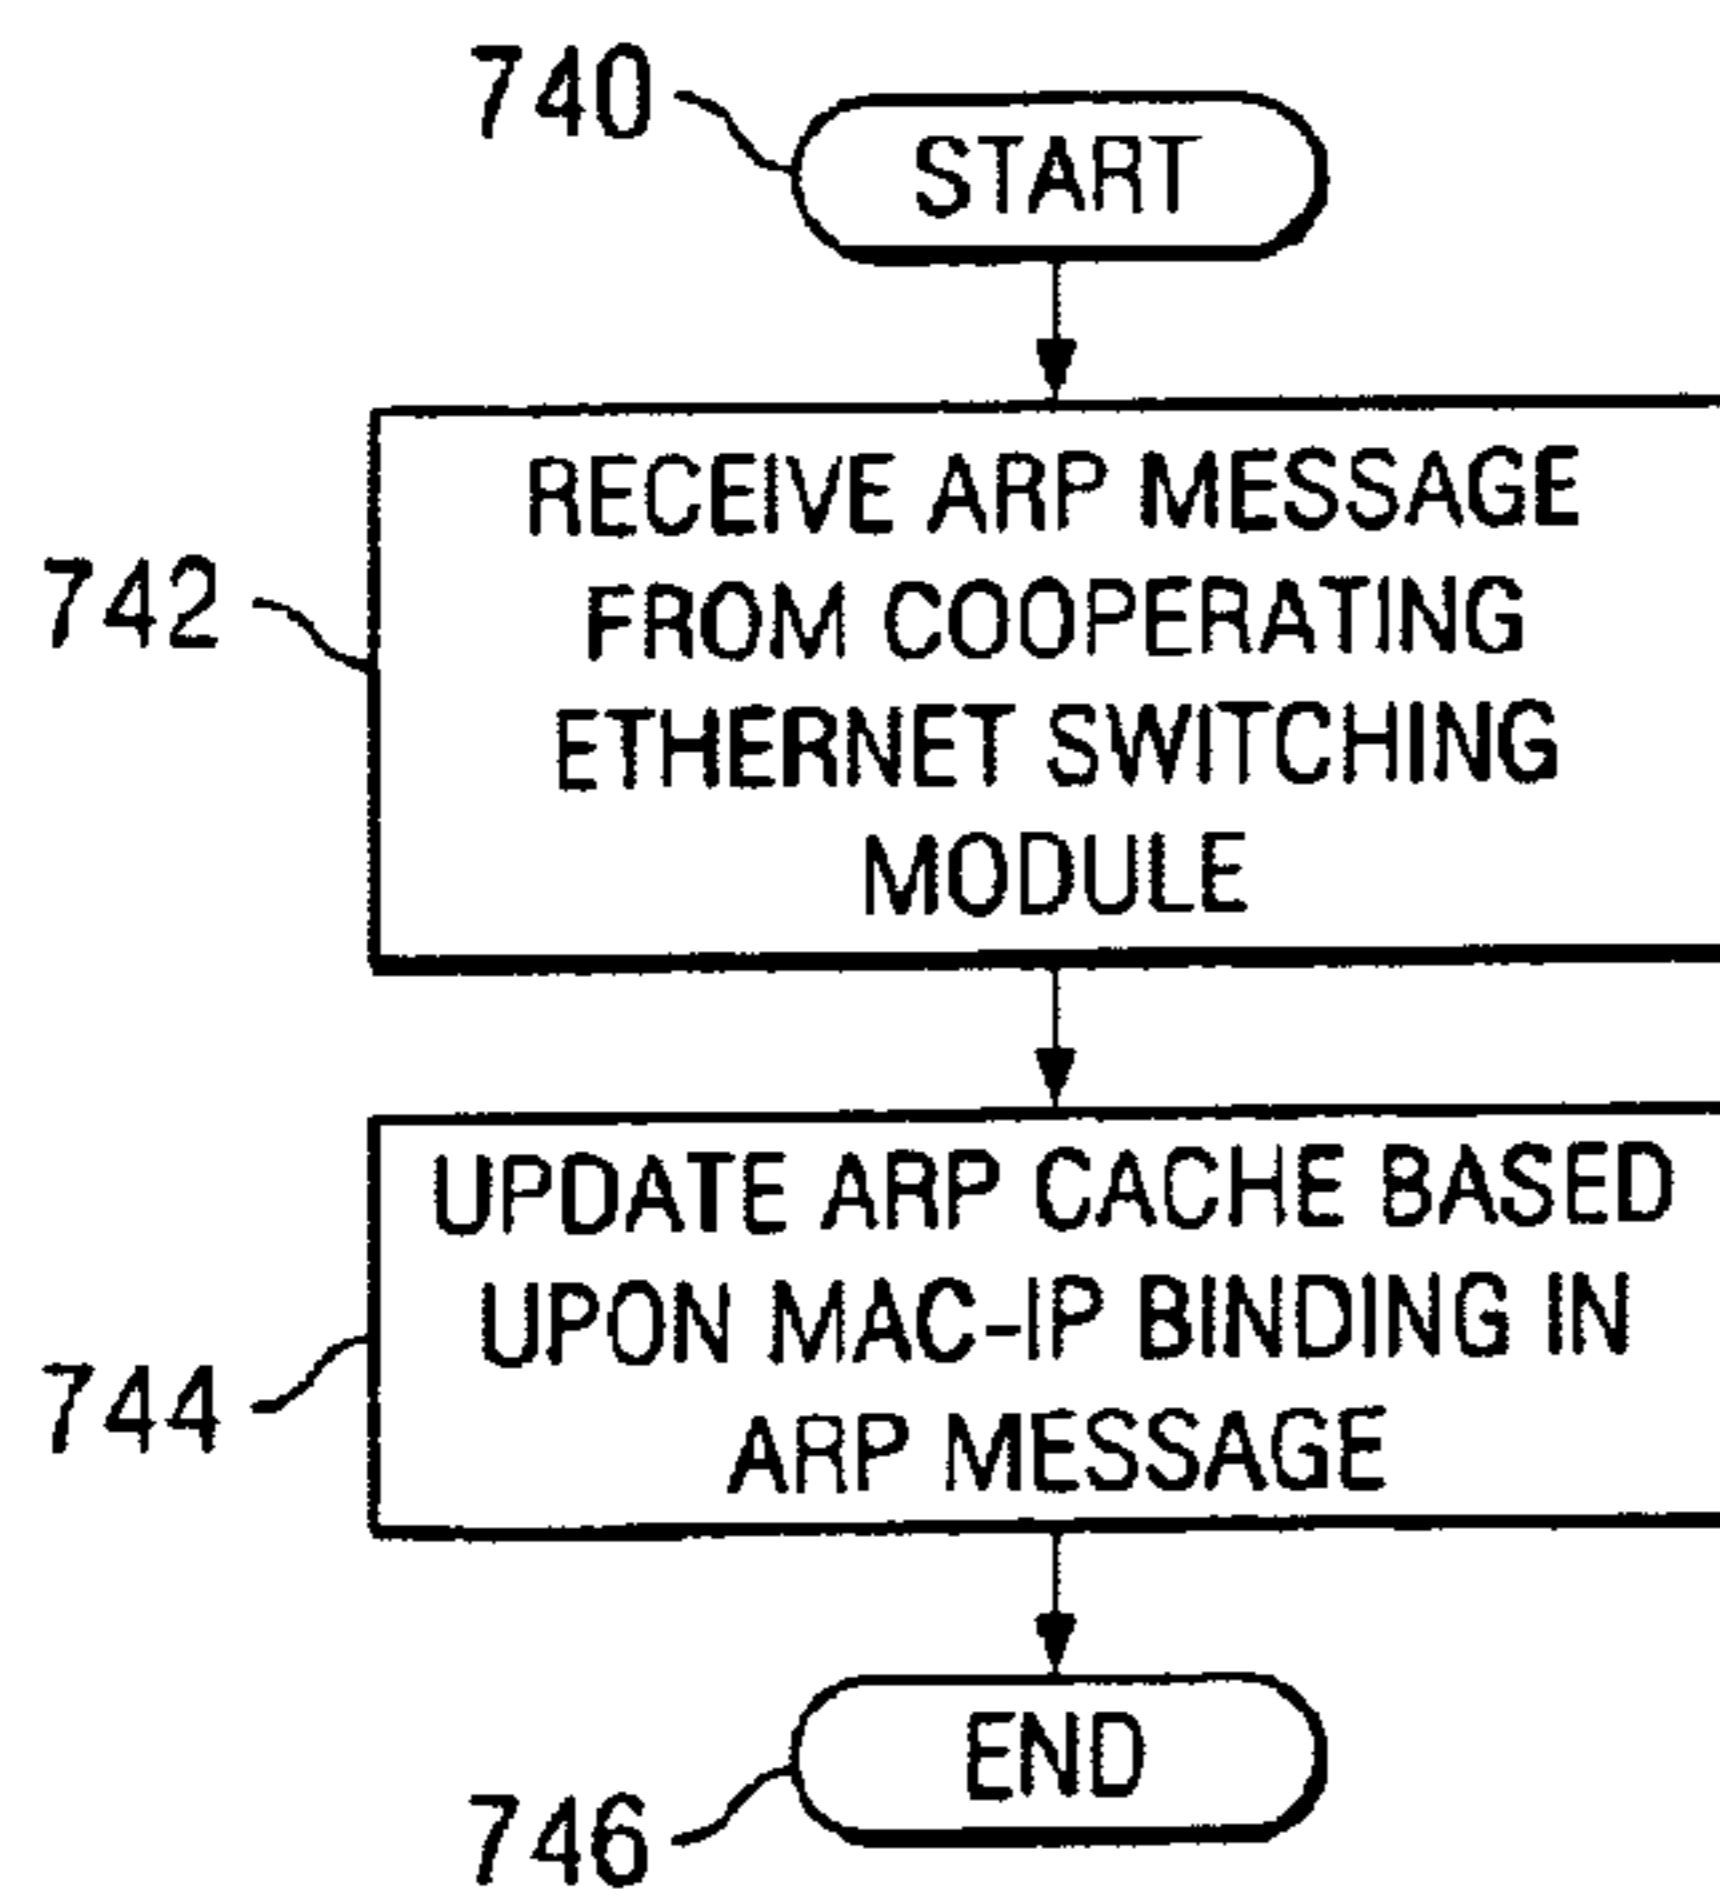 740
START
742
RECEIVE ARP MESSAGE
FROM COOPERATING
ETHERNET SWITCHING
MODULE
744
UPDATE ARP CACHE BASED
UPON MAC-IP BINDING IN
ARP MESSAGE
746
END